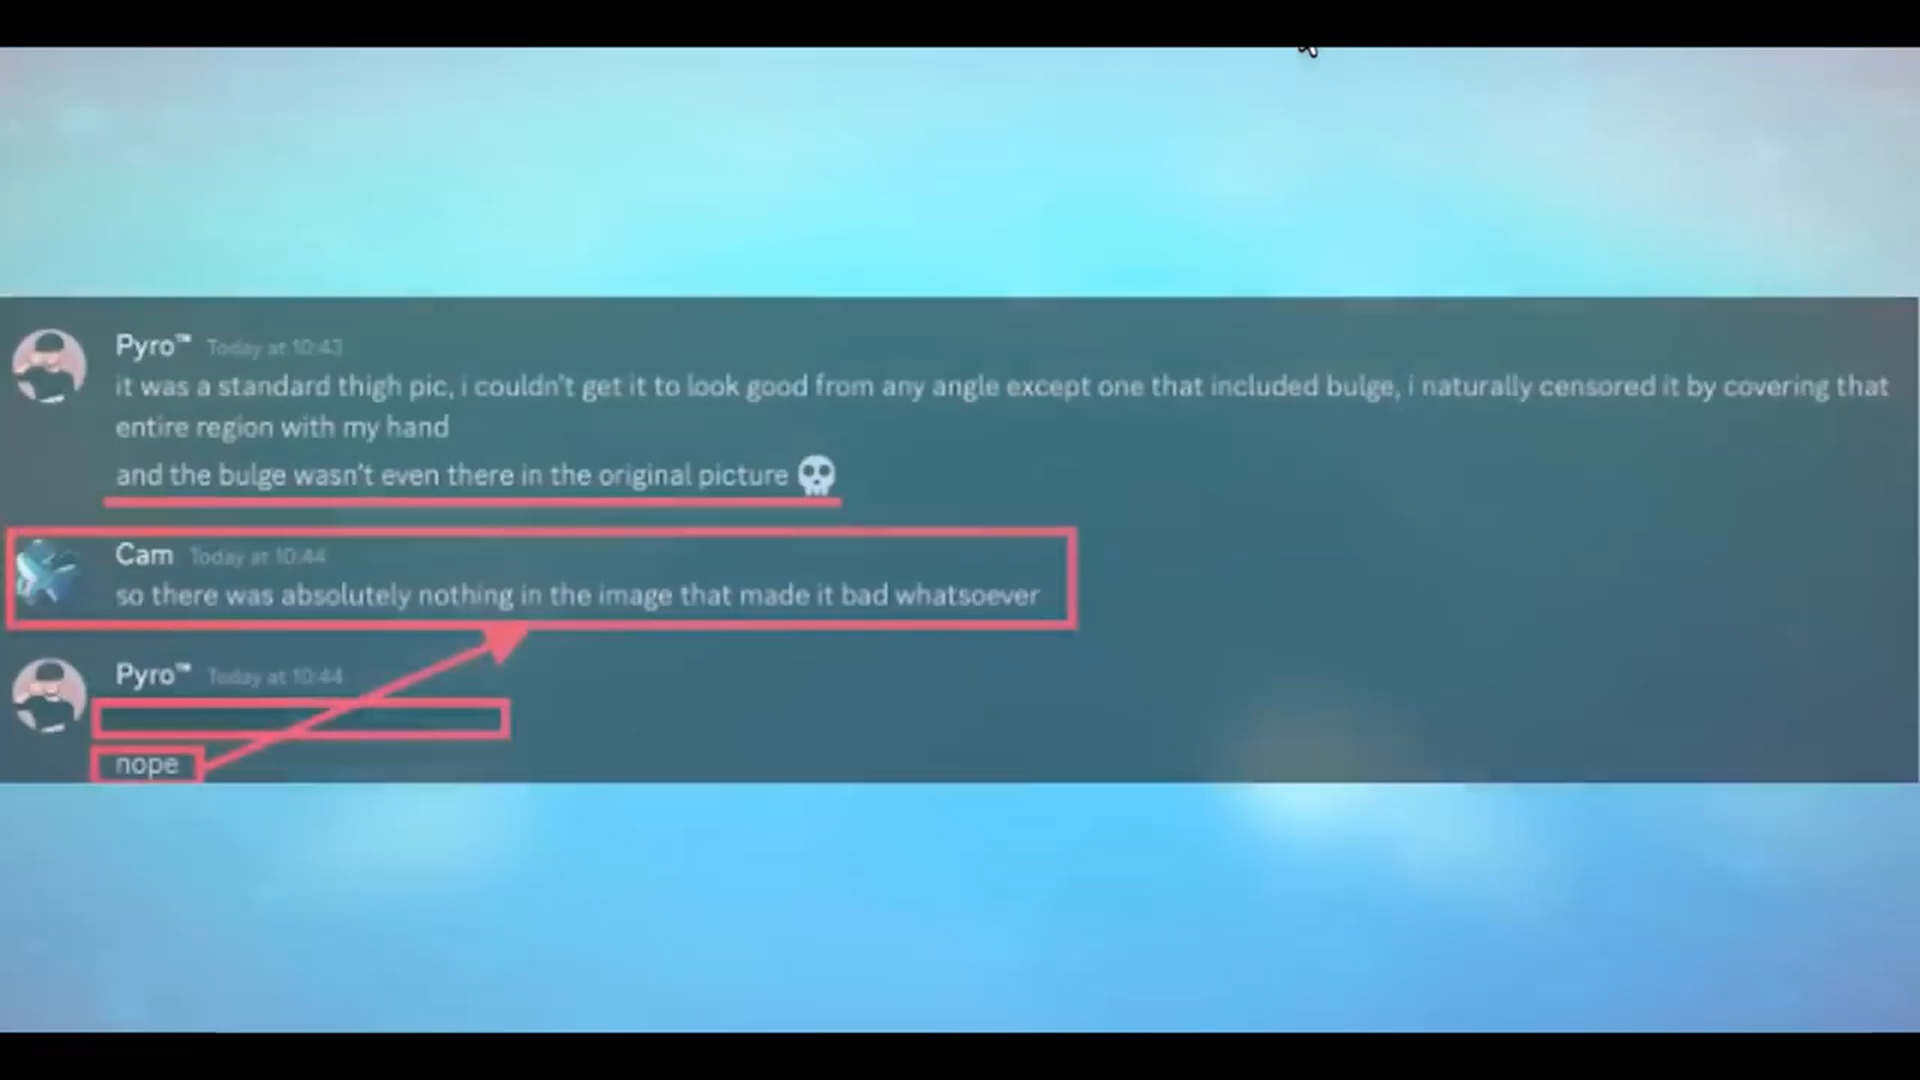 Pyro™ Today at 10:43
it was a standard thigh pic, i couldn't get it to look good from any angle except one that included bulge, i naturally censored it by covering that
entire region with my hand
and the bulge wasn't even there in the original picture 💀
Cam Today at 10:44
so there was absolutely nothing in the image that made it bad whatsoever
Pyro™ Today at 10:44
nope